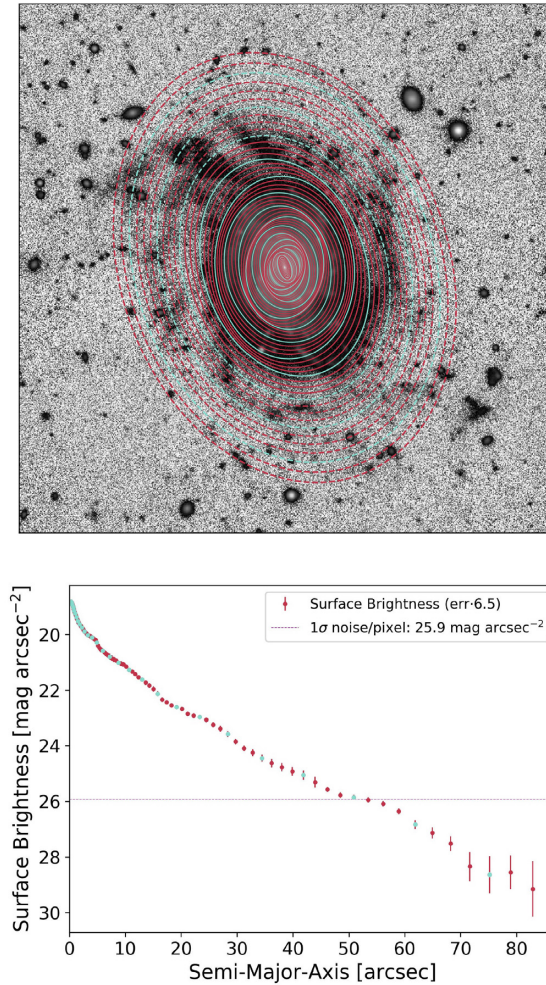 Surface Brightness (err·6.5)
1σ noise/pixel: 25.9 mag arcsec⁻²
Surface Brightness [mag arcsec⁻²]
20
22
24
26
28
30
0 10 20 30 40 50 60 70 80
Semi-Major-Axis [arcsec]